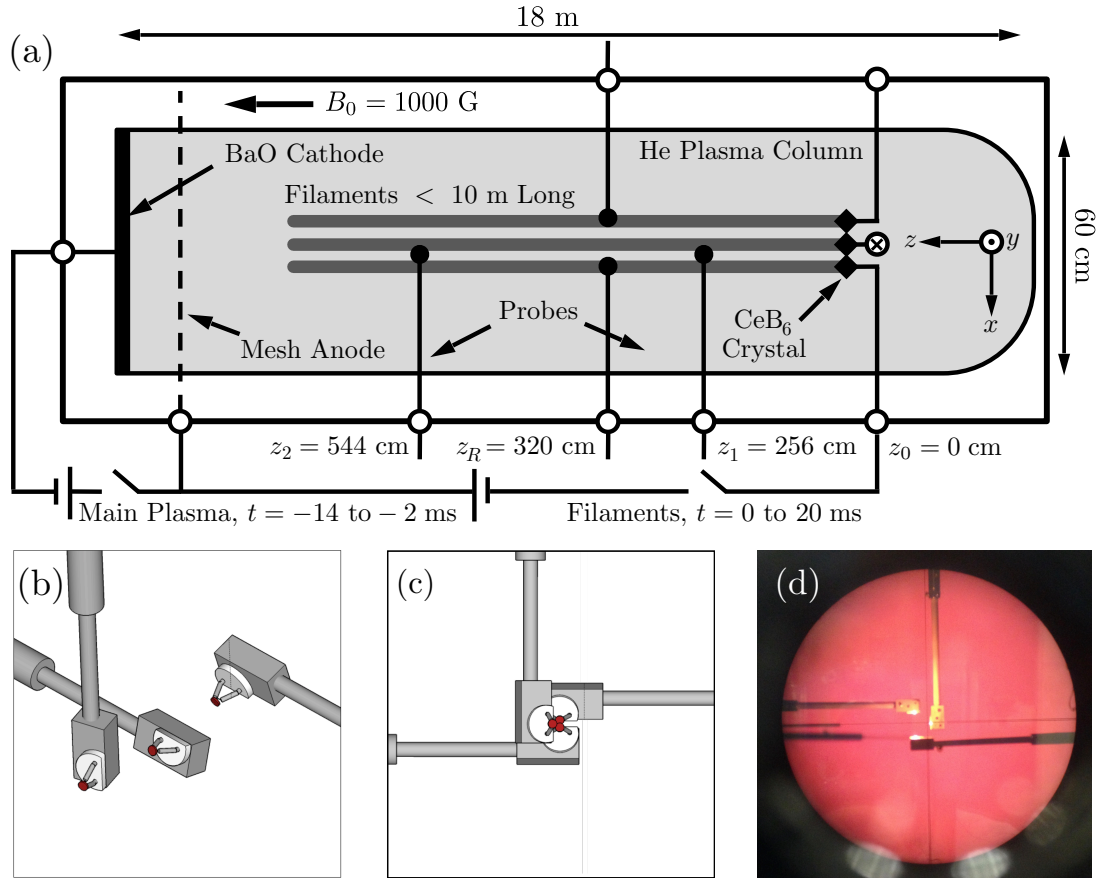 (a)
18 m
B₀ = 1000 G
BaO Cathode
He Plasma Column
Filaments < 10 m Long
z
y
x
60 cm
Probes
CeB₆
Crystal
Mesh Anode
z₂ = 544 cm
z_R = 320 cm
z₁ = 256 cm
z₀ = 0 cm
Main Plasma, t = −14 to − 2 ms
Filaments, t = 0 to 20 ms
(b)
(c)
(d)